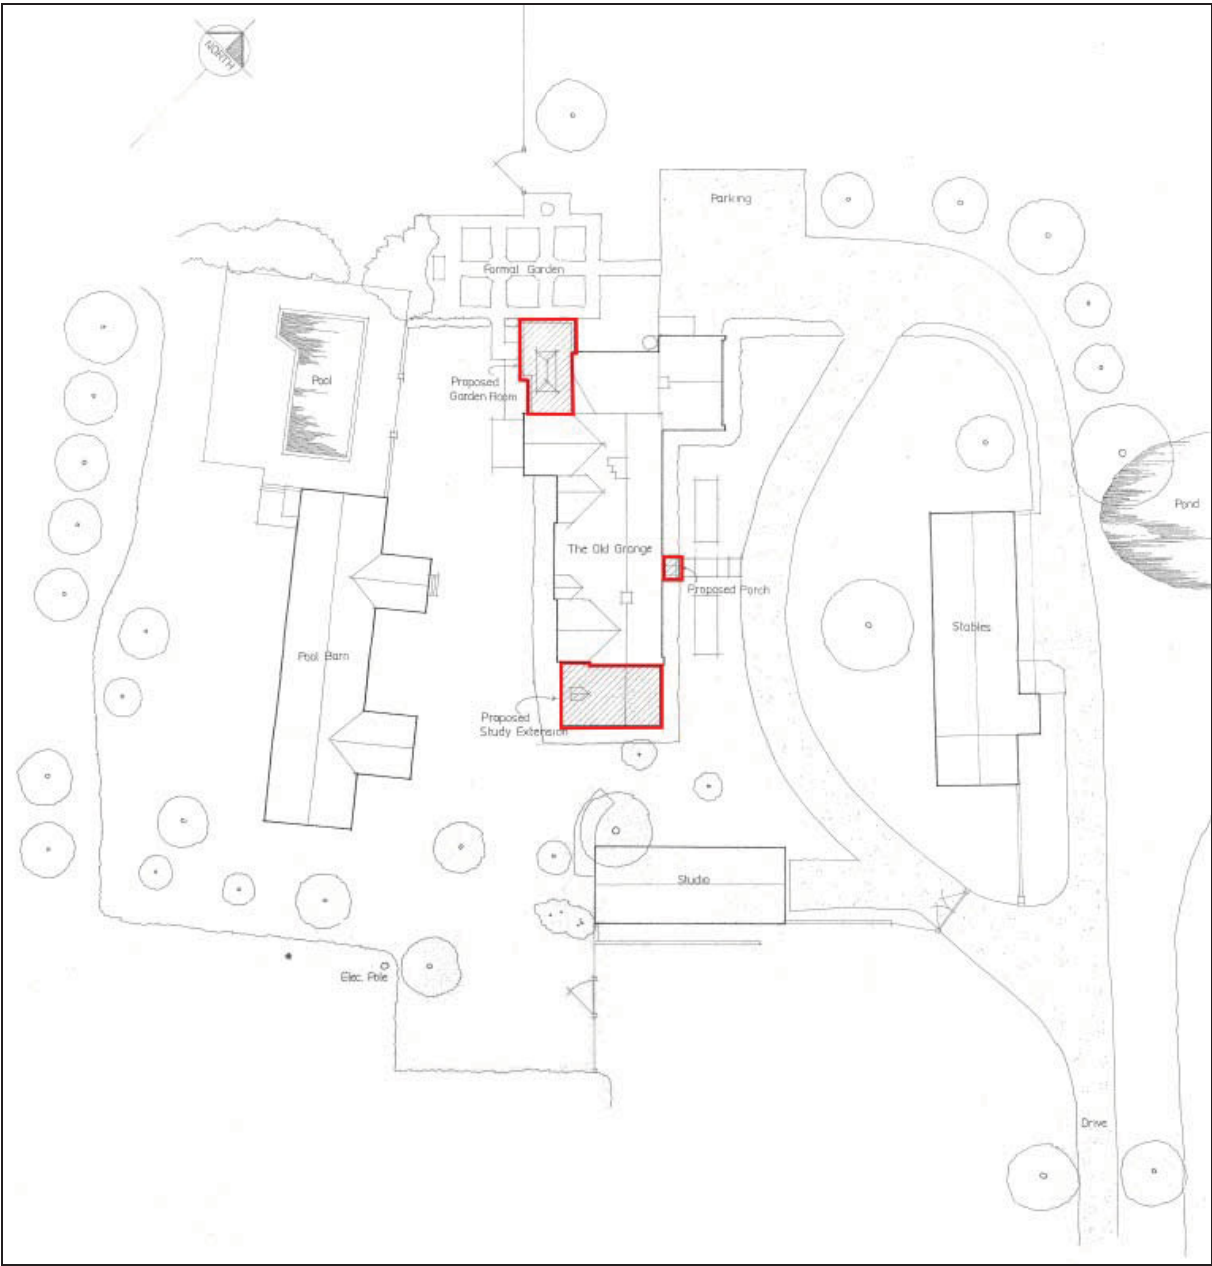 NORTH
Parking
Formal Garden
Pool
Proposed
Garden Room
Pond
The Old Grange
Proposed Porch
Stables
Pool Barn
Proposed
Study Extension
Studio
Elec. Pole
Drive